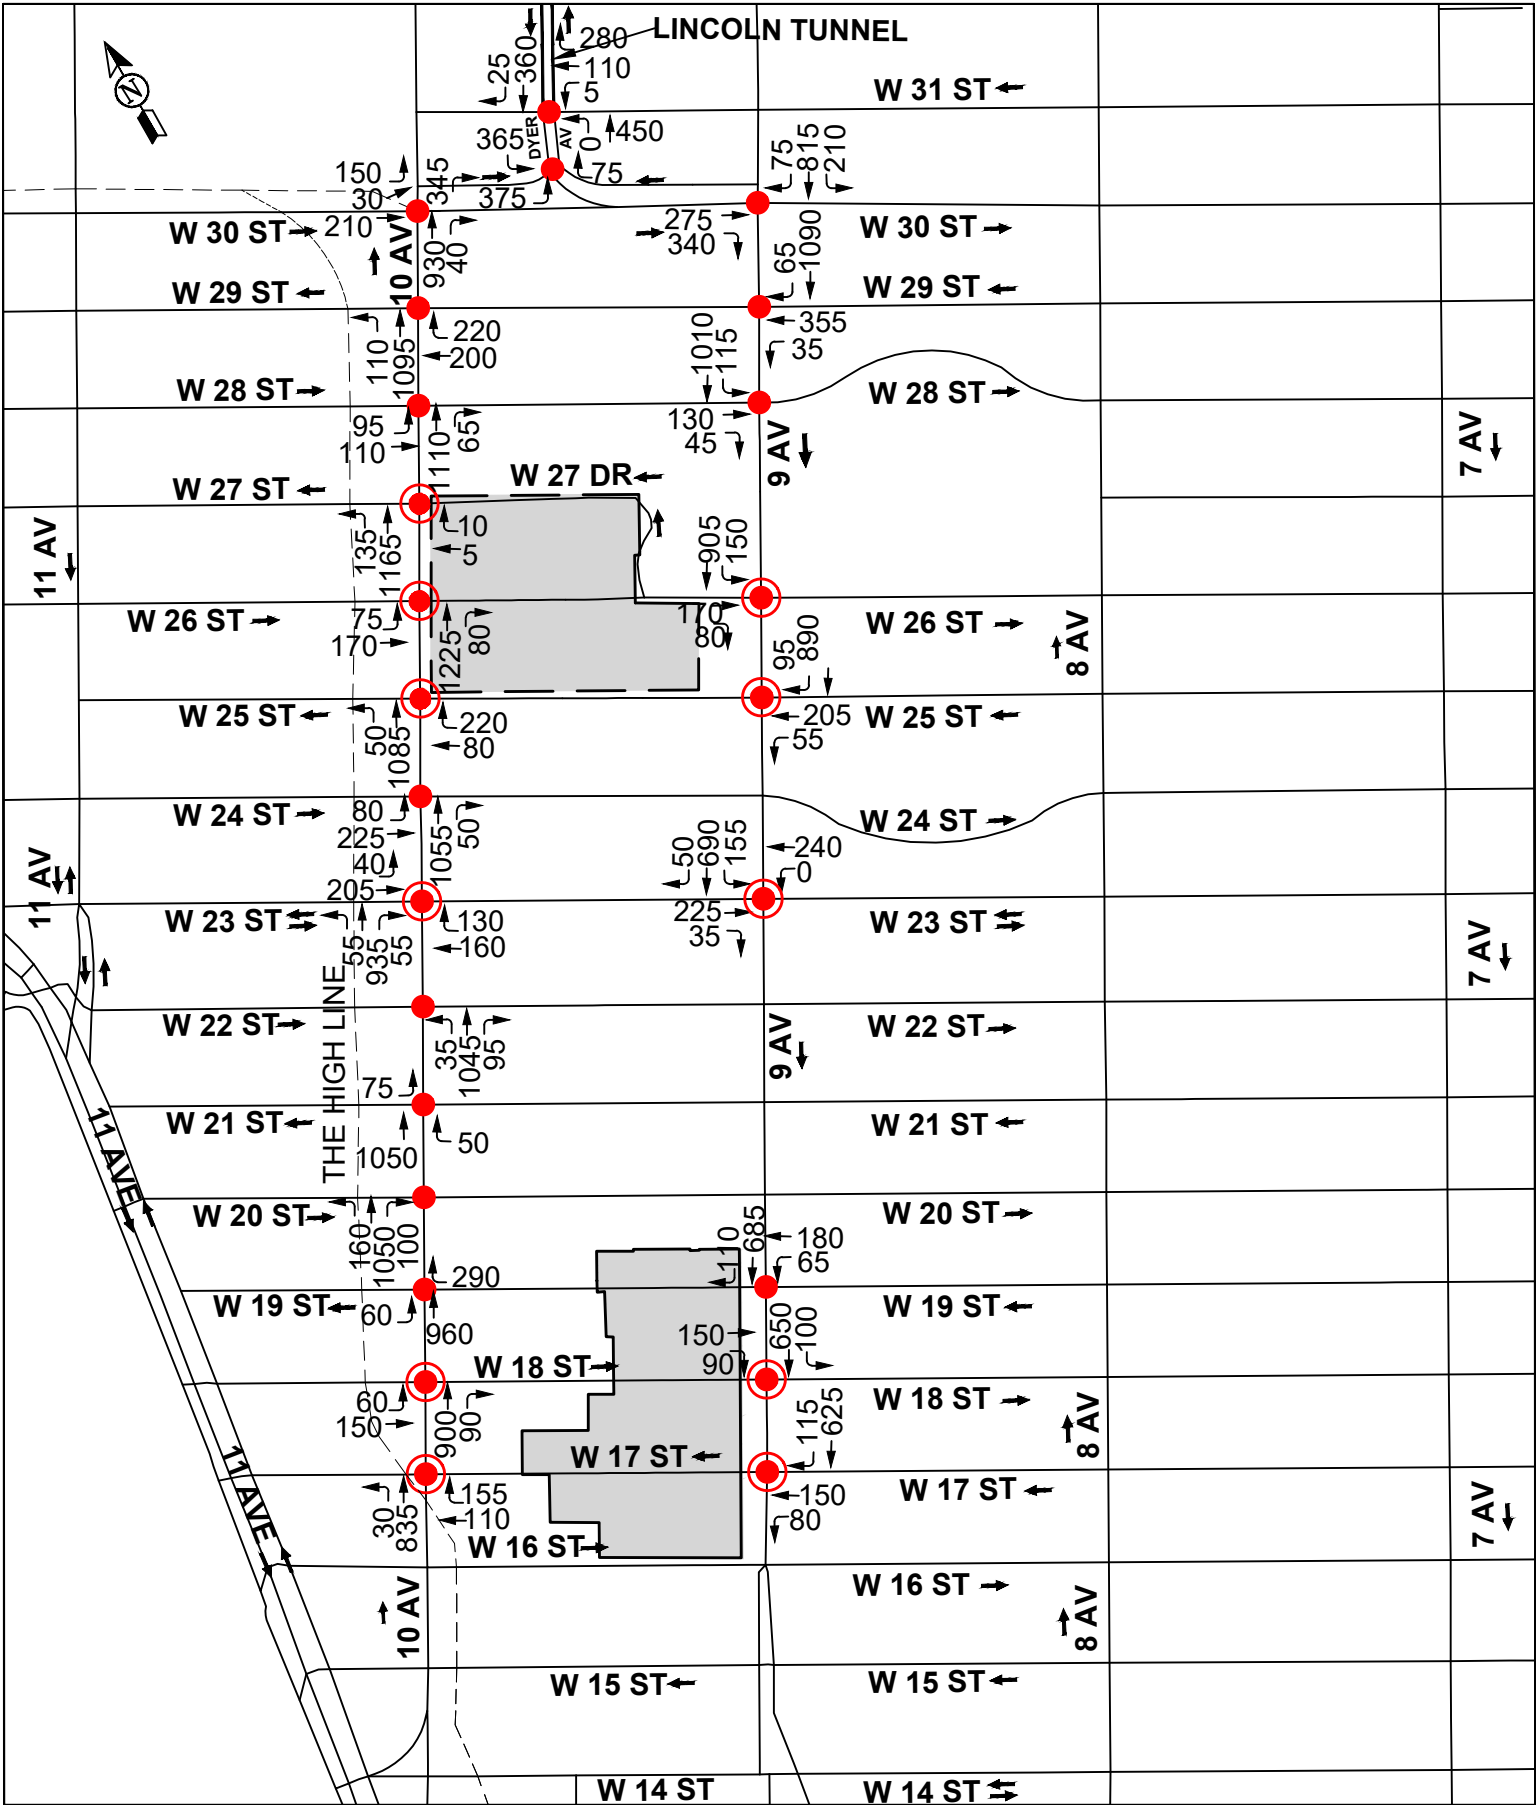 LINCOLN TUNNEL
N
25
360
280
110
5
W 31 ST
365
DYER
AV
0
450
75
815
210
150
30
210
345
375
75
W 30 ST
10 AV
930
40
275
340
W 30 ST
65
1090
W 29 ST
W 29 ST
110
1095
220
200
1010
115
355
35
W 28 ST
95
110
1110
65
130
45
W 28 ST
9 AV
7 AV
W 27 ST
W 27 DR
11 AV
135
1165
10
5
905
150
W 26 ST
75
170
1225
80
170
80
W 26 ST
95
890
8 AV
W 25 ST
50
1085
220
80
205
55
W 25 ST
W 24 ST
80
225
1055
50
W 24 ST
11 AV
40
205
50
690
155
240
0
W 23 ST
55
935
55
130
160
225
35
W 23 ST
7 AV
THE HIGH LINE
W 22 ST
35
1045
95
W 22 ST
9 AV
75
W 21 ST
1050
50
W 21 ST
11 AVE
W 20 ST
160
1050
100
W 20 ST
110
685
180
65
290
W 19 ST
60
960
W 19 ST
150
90
650
100
W 18 ST
60
150
900
90
W 18 ST
115
625
8 AV
11 AVE
W 17 ST
30
835
155
110
150
80
W 17 ST
7 AV
W 16 ST
W 16 ST
10 AV
8 AV
W 15 ST
W 15 ST
W 14 ST
W 14 ST